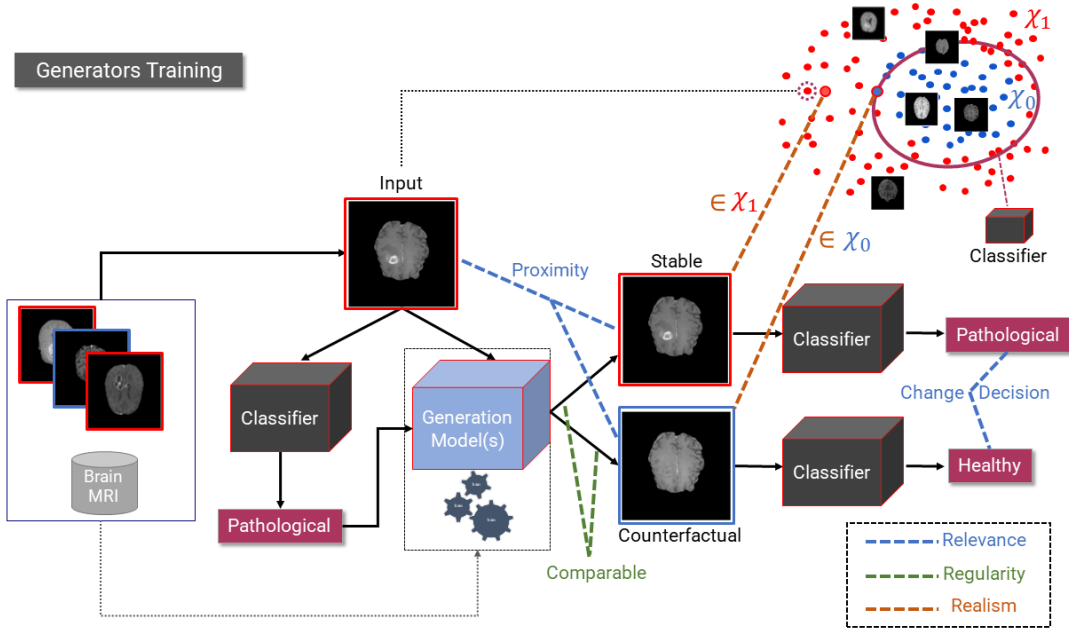 Generators Training
χ1
χ0
Input
∈ χ1
∈ χ0
Classifier
Proximity
Stable
Classifier
Pathological
Classifier
Generation
Model(s)
Change
Decision
Brain
MRI
Classifier
Healthy
Pathological
Counterfactual
Comparable
Relevance
Regularity
Realism